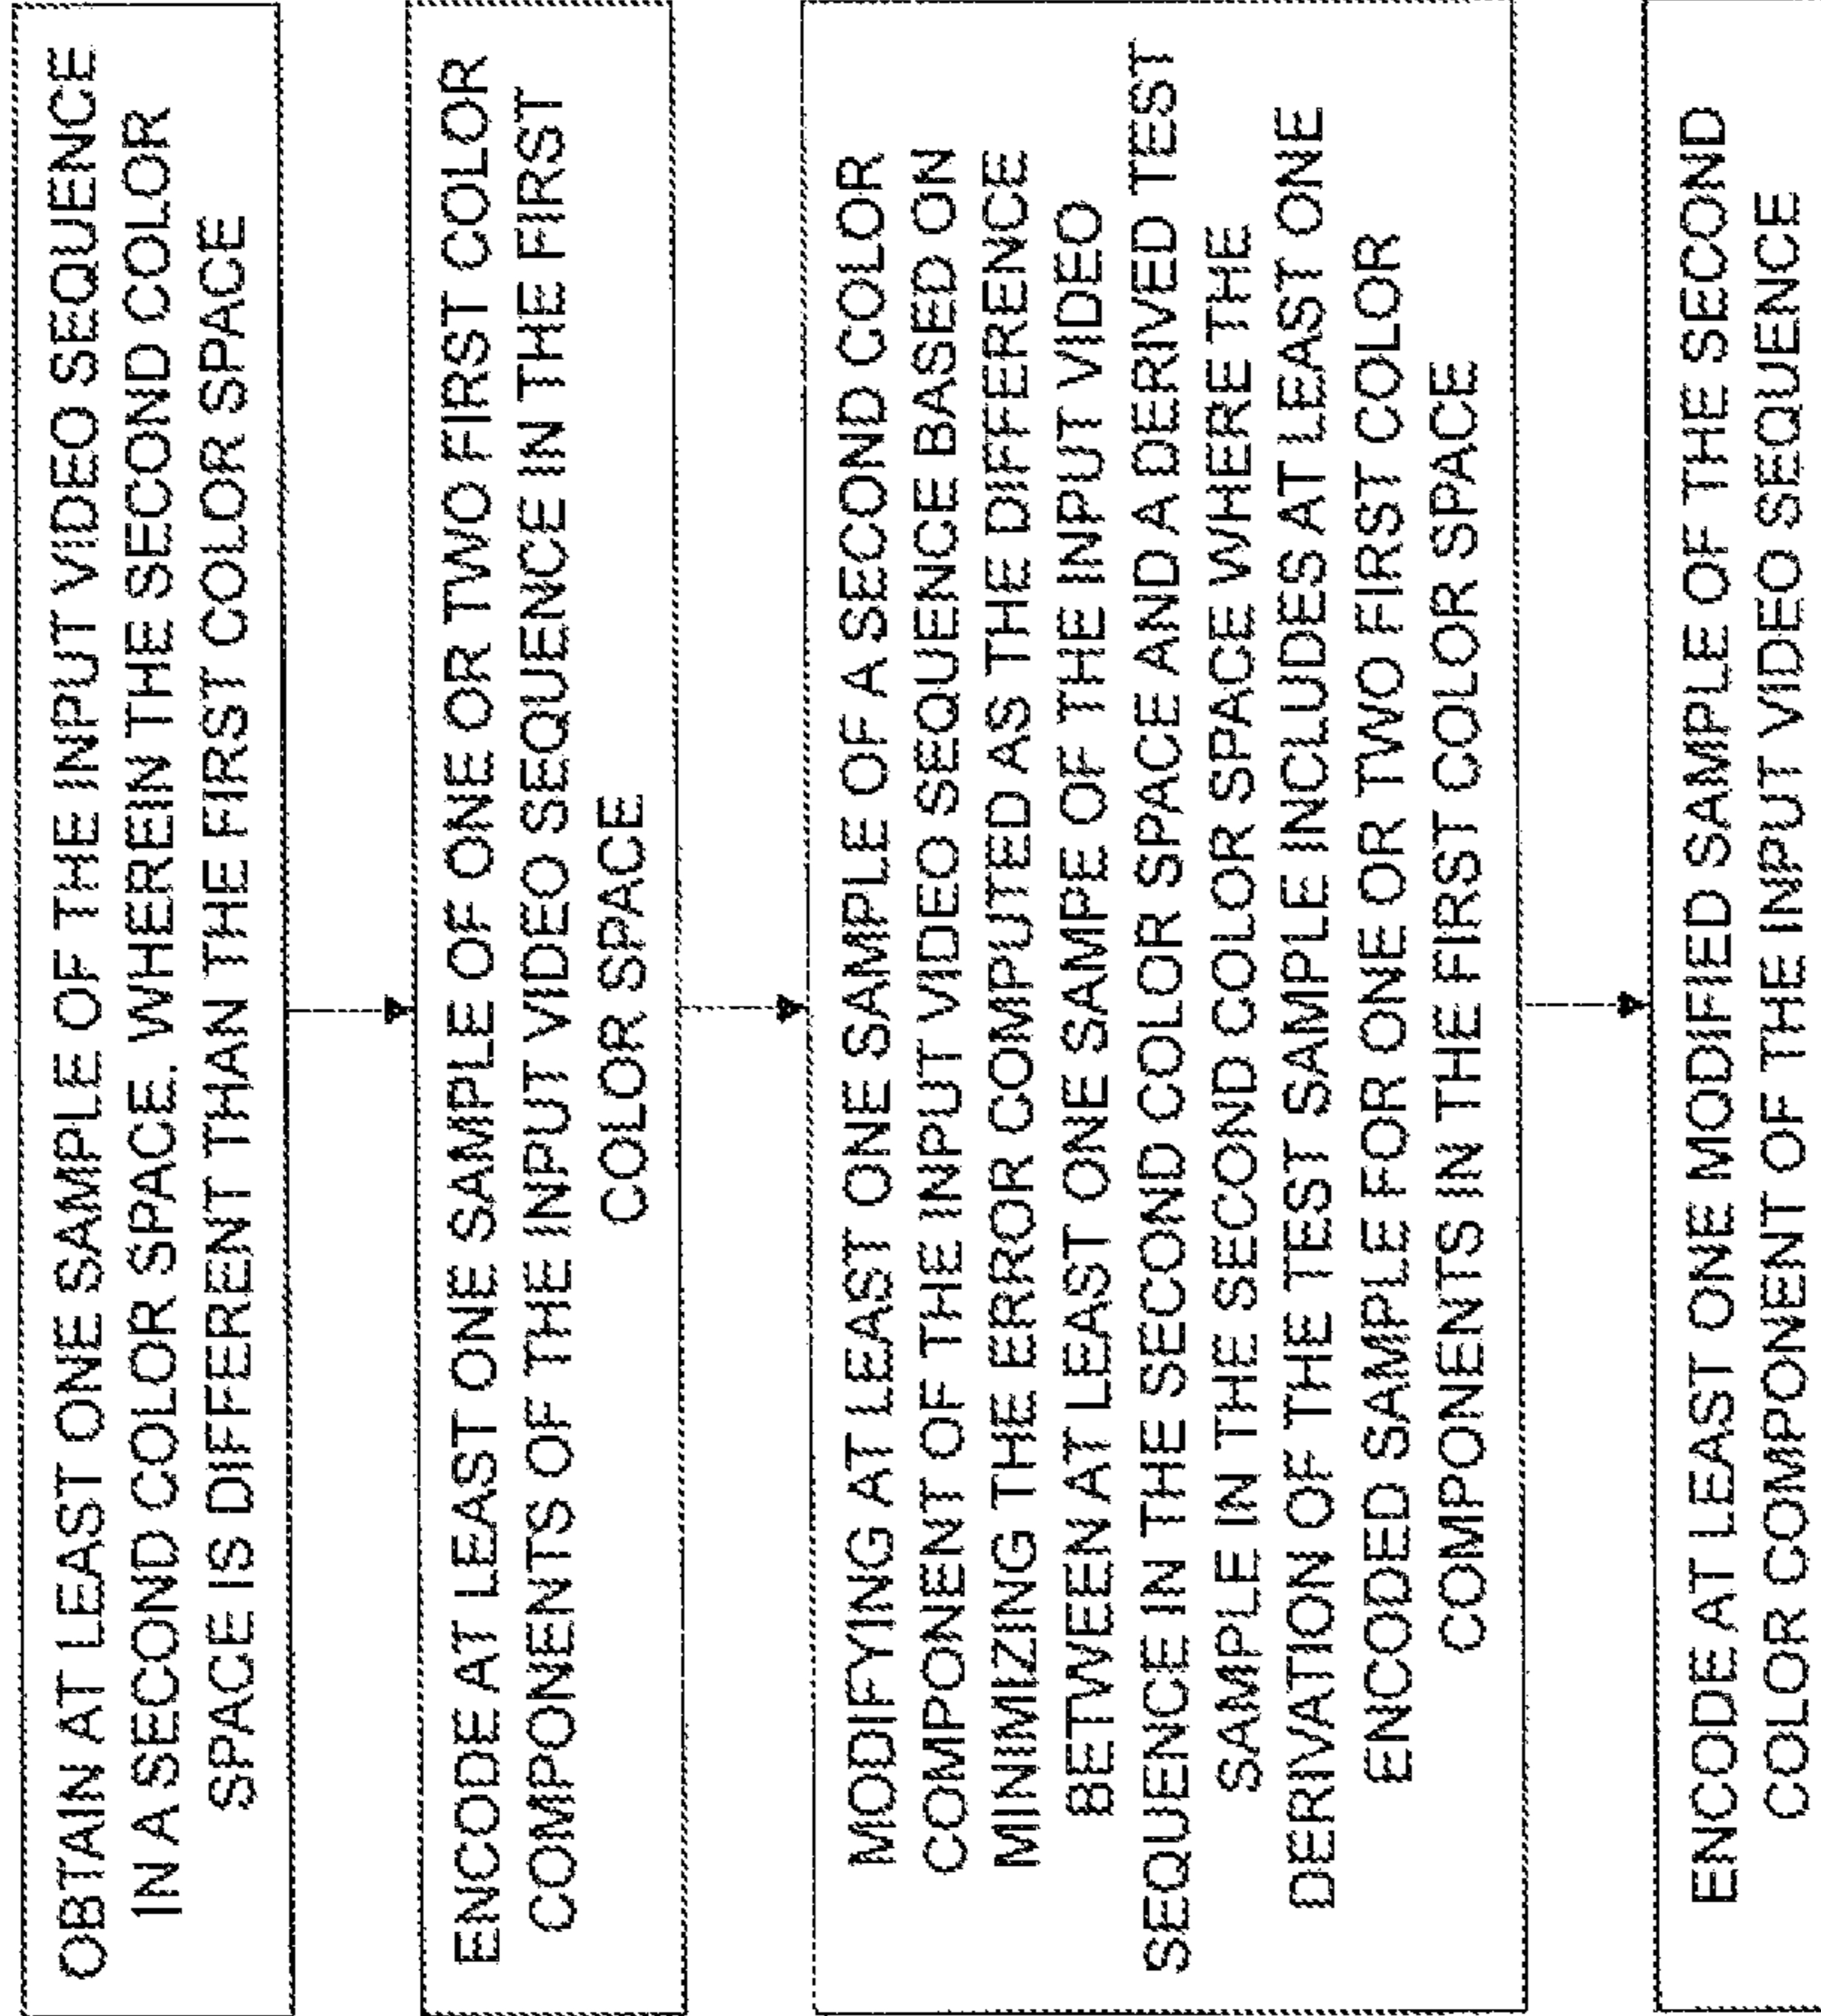 OBTAIN AT LEAST ONE SAMPLE OF THE INPUT VIDEO SEQUENCE
IN A SECOND COLOR SPACE, WHEREIN THE SECOND COLOR
SPACE IS DIFFERENT THAN THE FIRST COLOR SPACE
ENCODE AT LEAST ONE SAMPLE OF ONE OR TWO FIRST COLOR
COMPONENTS OF THE INPUT VIDEO SEQUENCE IN THE FIRST
COLOR SPACE
MODIFYING AT LEAST ONE SAMPLE OF A SECOND COLOR
COMPONENT OF THE INPUT VIDEO SEQUENCE BASED ON
MINIMIZING THE ERROR COMPUTED AS THE DIFFERENCE
BETWEEN AT LEAST ONE SAMPE OF THE INPUT VIDEO
SEQUENCE IN THE SECOND COLOR SPACE AND A DERIVED TEST
SAMPLE IN THE SECOND COLOR SPACE WHERE THE
DERIVATION OF THE TEST SAMPLE INCLUDES AT LEAST ONE
ENCODED SAMPLE FOR ONE OR TWO FIRST COLOR
COMPONENTS IN THE FIRST COLOR SPACE
ENCODE AT LEAST ONE MODIFIED SAMPLE OF THE SECOND
COLOR COMPONENT OF THE INPUT VIDEO SEQUENCE